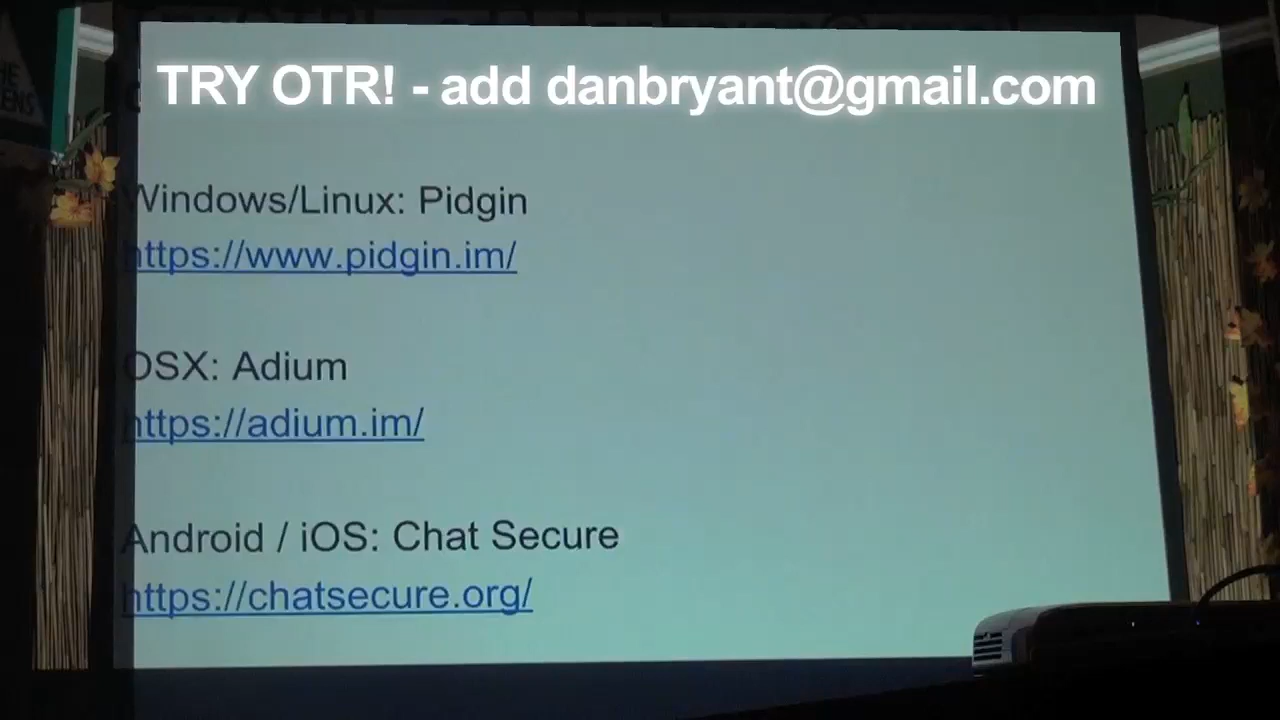 TRY OTR! - add danbryant@gmail.com
Windows/Linux: Pidgin
https://www.pidgin.im/
OSX: Adium
https://adium.im/
Android / iOS: Chat Secure
https://chatsecure.org/